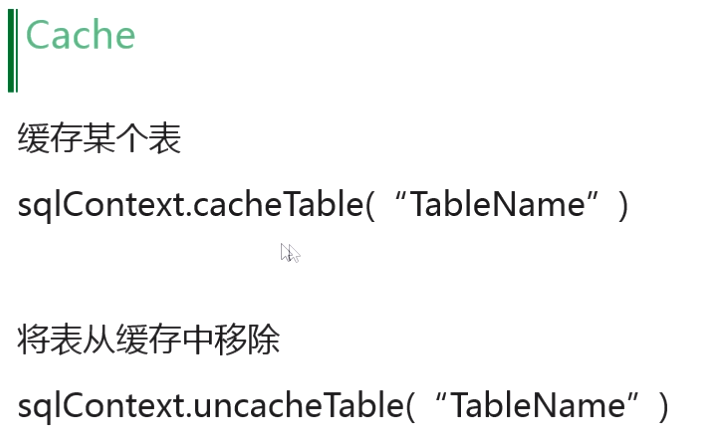 Cache
缓存某个表
sqlContext.cacheTable(“TableName”)
将表从缓存中移除
sqlContext.uncacheTable(“TableName”)